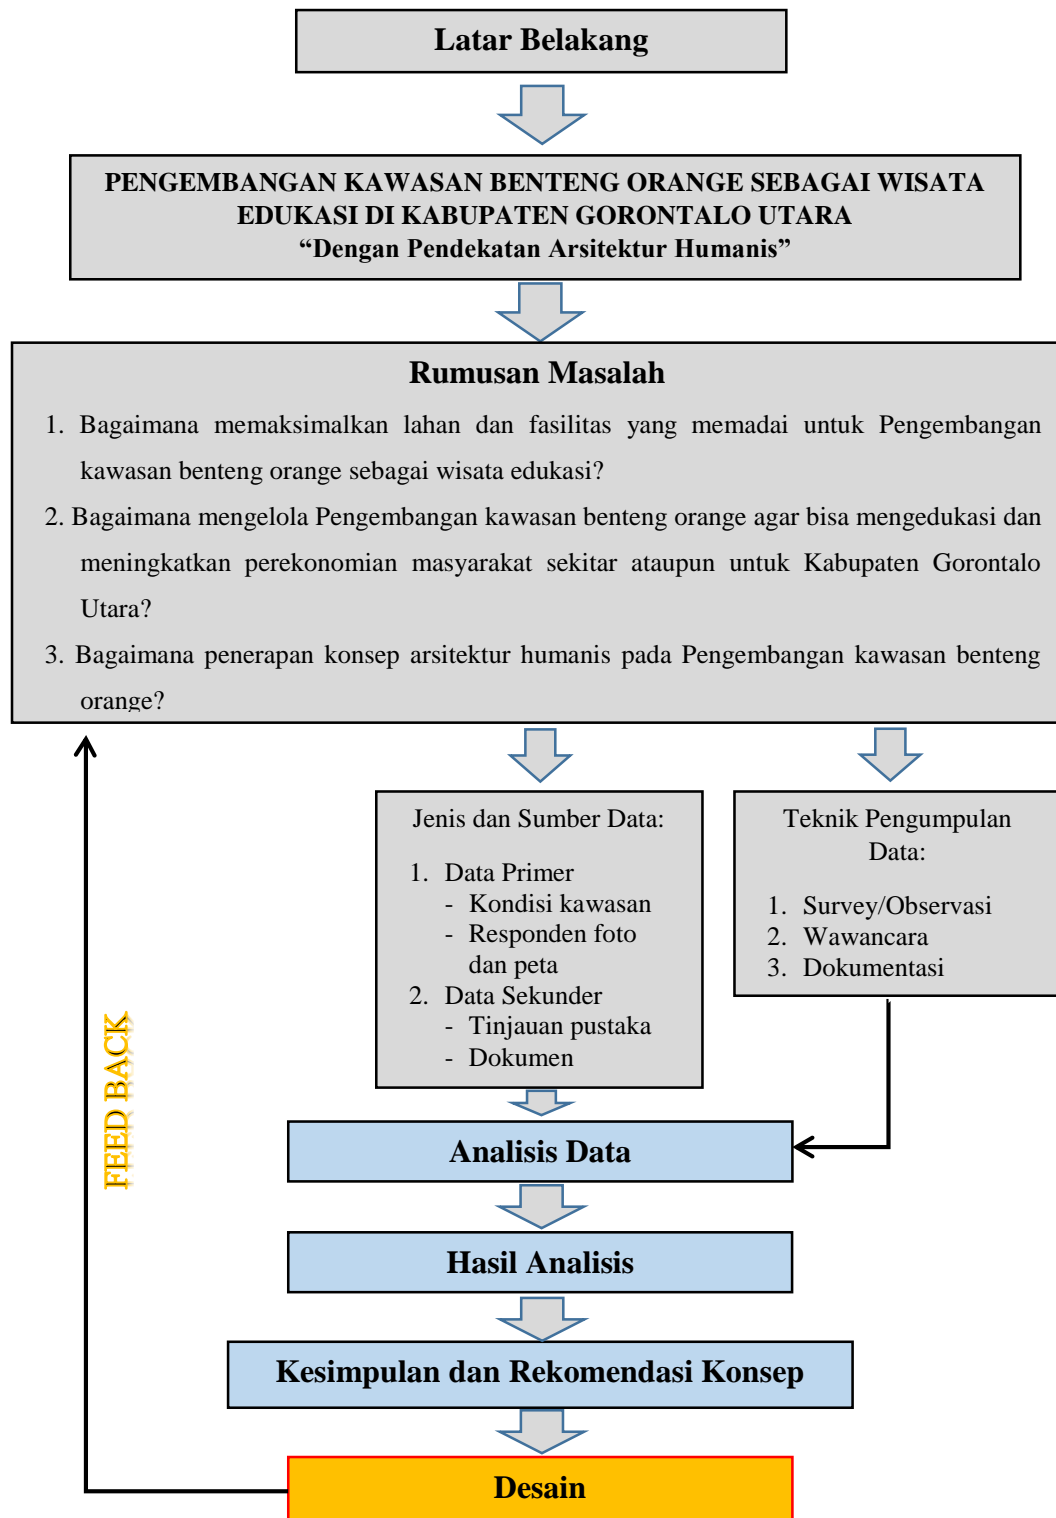 Latar Belakang
PENGEMBANGAN KAWASAN BENTENG ORANGE SEBAGAI WISATA
EDUKASI DI KABUPATEN GORONTALO UTARA
“Dengan Pendekatan Arsitektur Humanis”
Rumusan Masalah
1. Bagaimana memaksimalkan lahan dan fasilitas yang memadai untuk Pengembangan
kawasan benteng orange sebagai wisata edukasi?
2. Bagaimana mengelola Pengembangan kawasan benteng orange agar bisa mengedukasi dan
meningkatkan perekonomian masyarakat sekitar ataupun untuk Kabupaten Gorontalo
Utara?
3. Bagaimana penerapan konsep arsitektur humanis pada Pengembangan kawasan benteng
orange?
Jenis dan Sumber Data:
1. Data Primer
- Kondisi kawasan
- Responden foto
dan peta
2. Data Sekunder
- Tinjauan pustaka
- Dokumen
Teknik Pengumpulan
Data:
1. Survey/Observasi
2. Wawancara
3. Dokumentasi
FEED BACK
Analisis Data
Hasil Analisis
Kesimpulan dan Rekomendasi Konsep
Desain